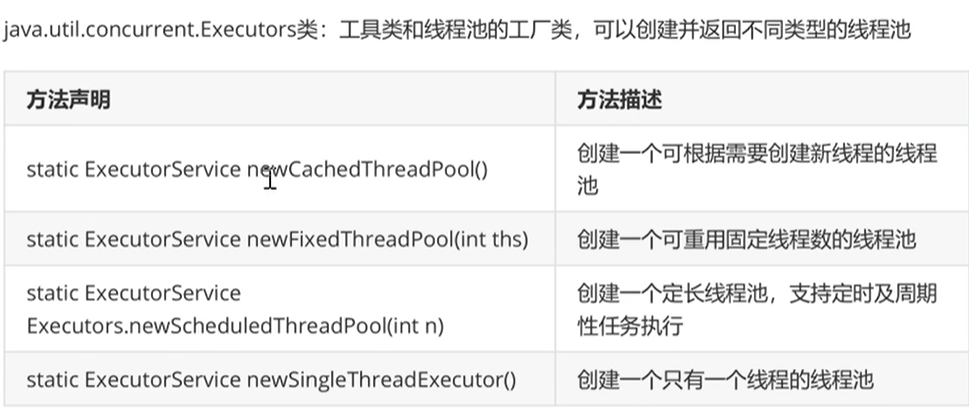 java.util.concurrent.Executors类：工具类和线程池的工厂类，可以创建并返回不同类型的线程池
方法声明
方法描述
static ExecutorService newCachedThreadPool()
创建一个可根据需要创建新线程的线程
池
static ExecutorService newFixedThreadPool(int ths)
创建一个可重用固定线程数的线程池
static ExecutorService
Executors.newScheduledThreadPool(int n)
创建一个定长线程池，支持定时及周期
性任务执行
static ExecutorService newSingleThreadExecutor()
创建一个只有一个线程的线程池